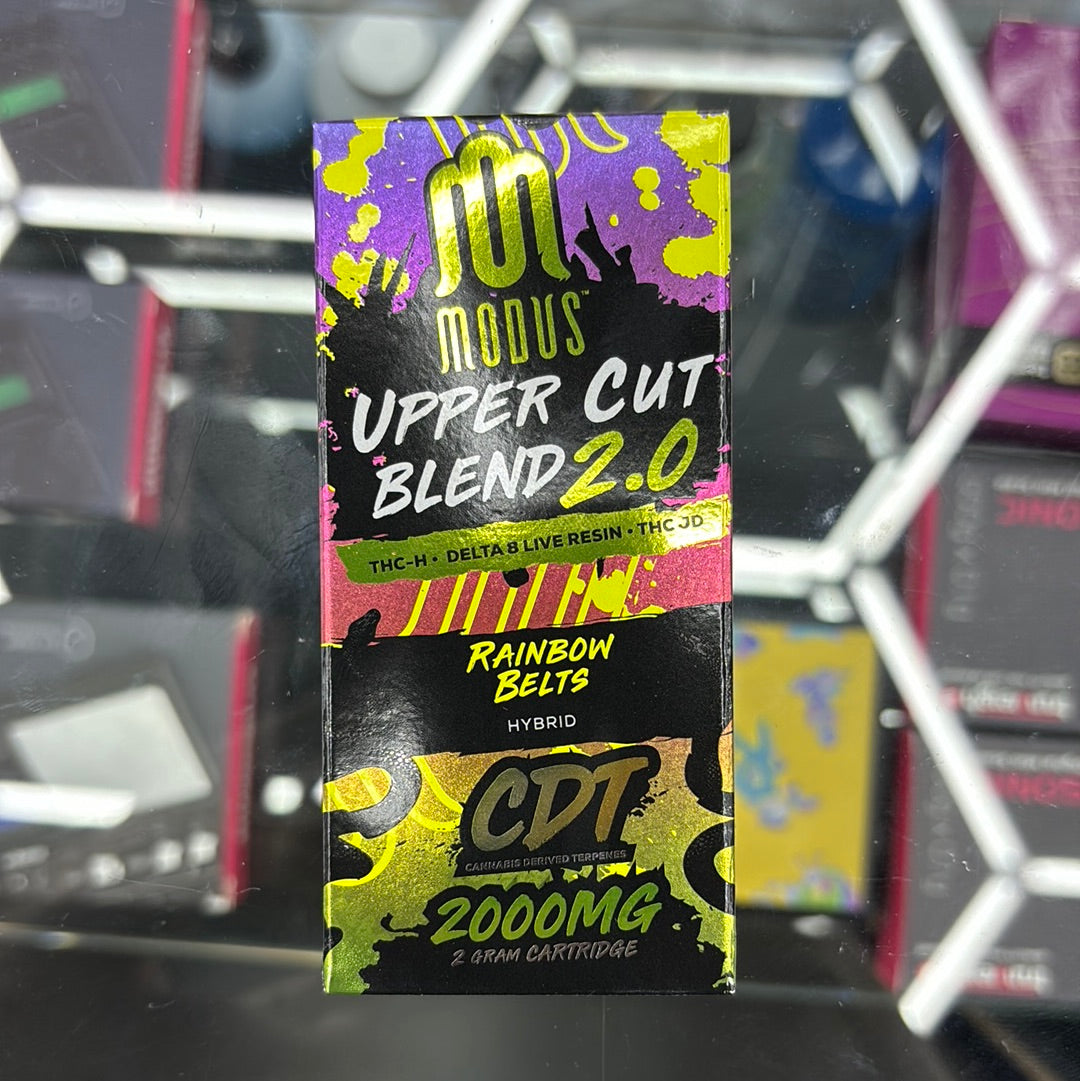 MODUS™
UPPER CUT
BLEND 2.0
THC-H • DELTA 8 LIVE RESIN • THC JD
RAINBOW
BELTS
HYBRID
CDT
CANNABIS DERIVED TERPENES
2000MG
2 GRAM CARTRIDGE